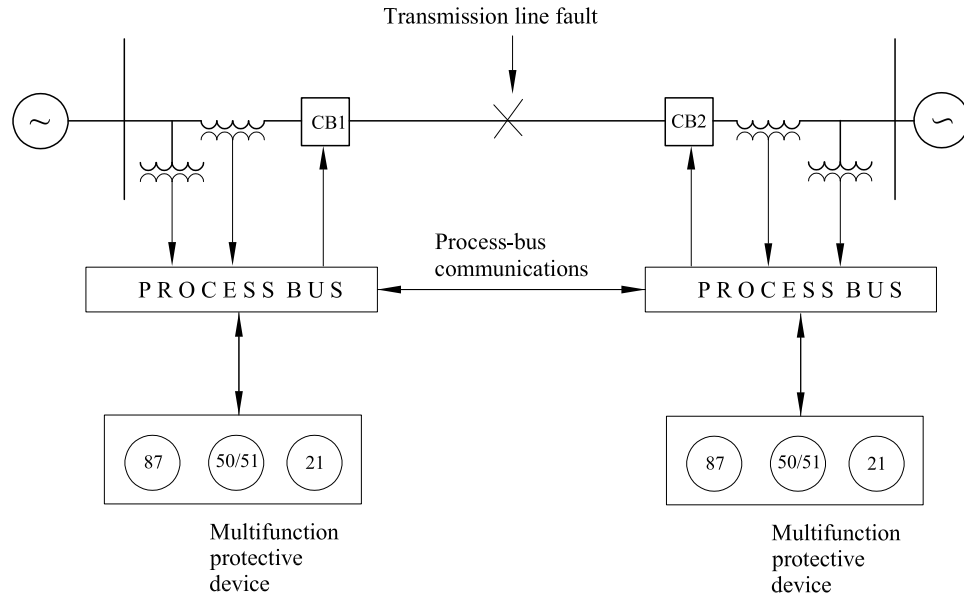 Transmission line fault
~
CB1
CB2
~
Process-bus
communications
PROCESS BUS
PROCESS BUS
87
50/51
21
87
50/51
21
Multifunction
protective
device
Multifunction
protective
device